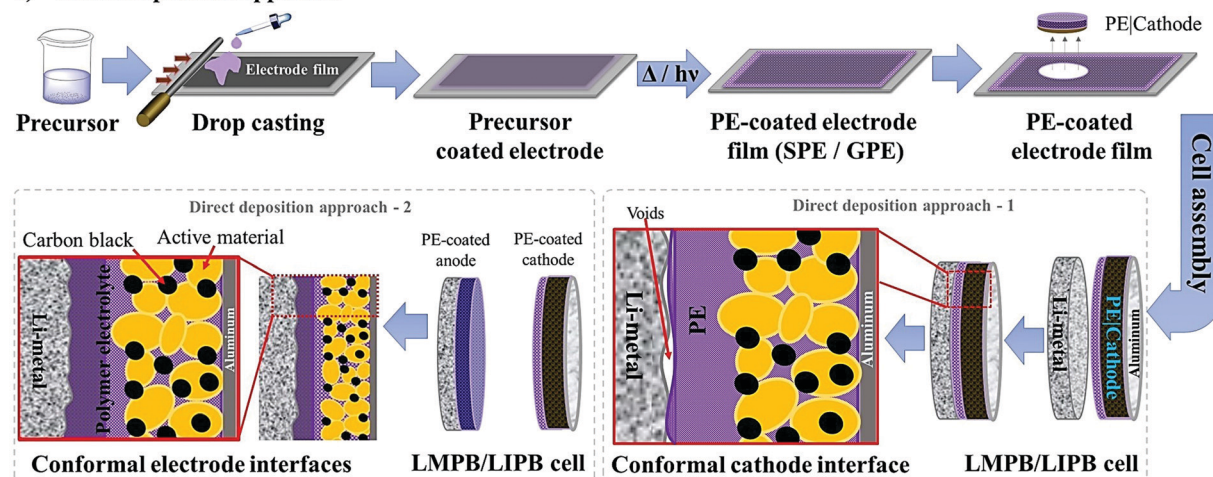 PE|Cathode
Electrode film
Δ / hν
Precursor
Drop casting
Precursor
coated electrode
PE-coated electrode
film (SPE / GPE)
PE-coated
electrode film
Cell assembly
Direct deposition approach - 2
Carbon black
Active material
PE-coated
anode
PE-coated
cathode
Li-metal
Polymer electrolyte
Aluminum
Conformal electrode interfaces
LMPB/LIPB cell
Direct deposition approach - 1
Voids
Li-metal
PE
Aluminum
Li-metal
PE|Cathode
Aluminum
Conformal cathode interface
LMPB/LIPB cell